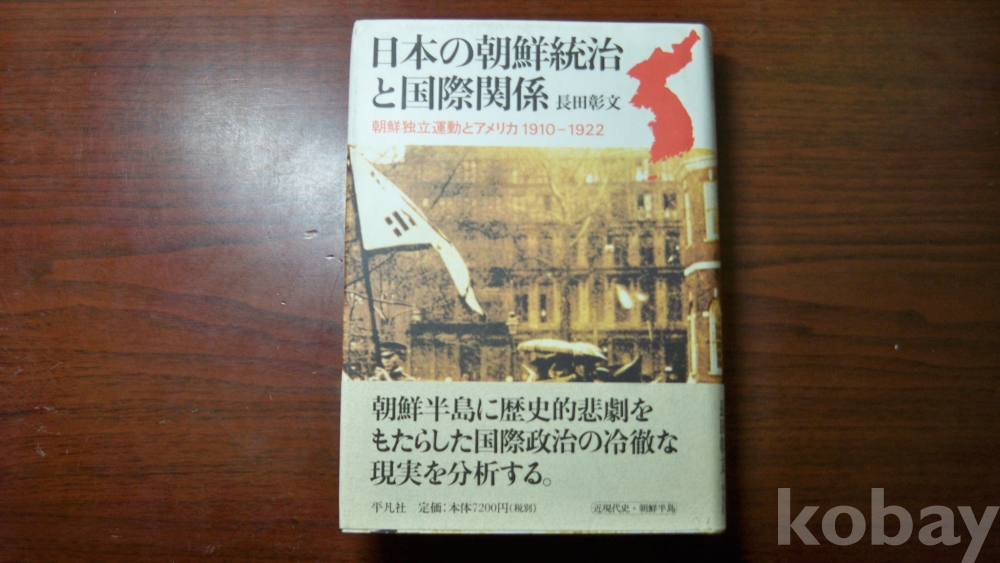 日本の朝鮮統治
と国際関係 長田彰文
朝鮮独立運動とアメリカ 1910-1922
朝鮮半島に歴史的悲劇を
もたらした国際政治の冷徹な
現実を分析する。
平凡社 定価:本体7200円(税別)
近現代史・朝鮮半島
kobay